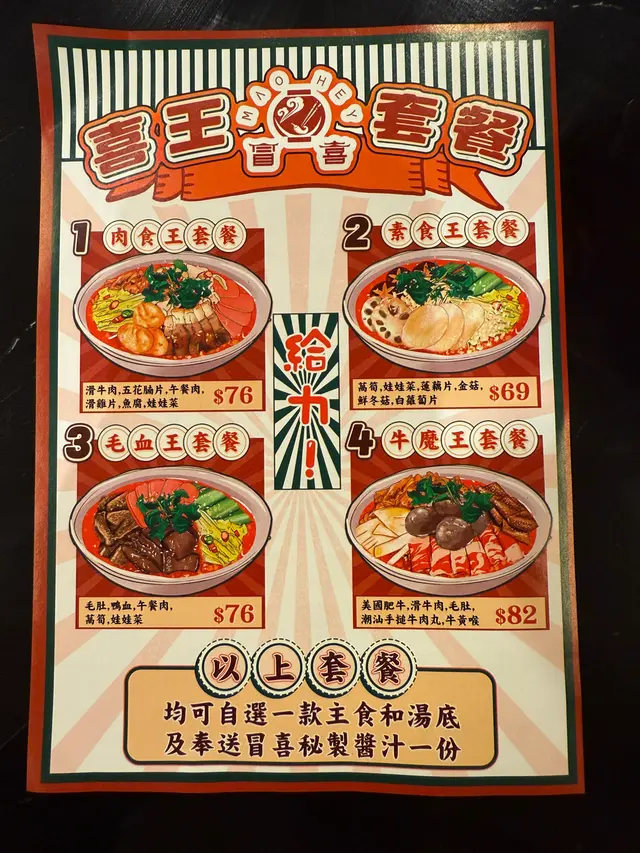 喜王套餐
MAO HEY
冒喜
1 肉食王套餐
滑牛肉,五花腩片,午餐肉,
滑雞片,魚腐,娃娃菜
$76
2 素食王套餐
萵筍,娃娃菜,蓮藕片,金菇,
鮮冬菇,白蘿蔔片
$69
給力!
3 毛血王套餐
毛肚,鴨血,午餐肉,
萵筍,娃娃菜
$76
4 牛魔王套餐
美國肥牛,滑牛肉,毛肚,
潮汕手搥牛肉丸,牛黃喉
$82
以上套餐
均可自選一款主食和湯底
及奉送冒喜秘製醬汁一份